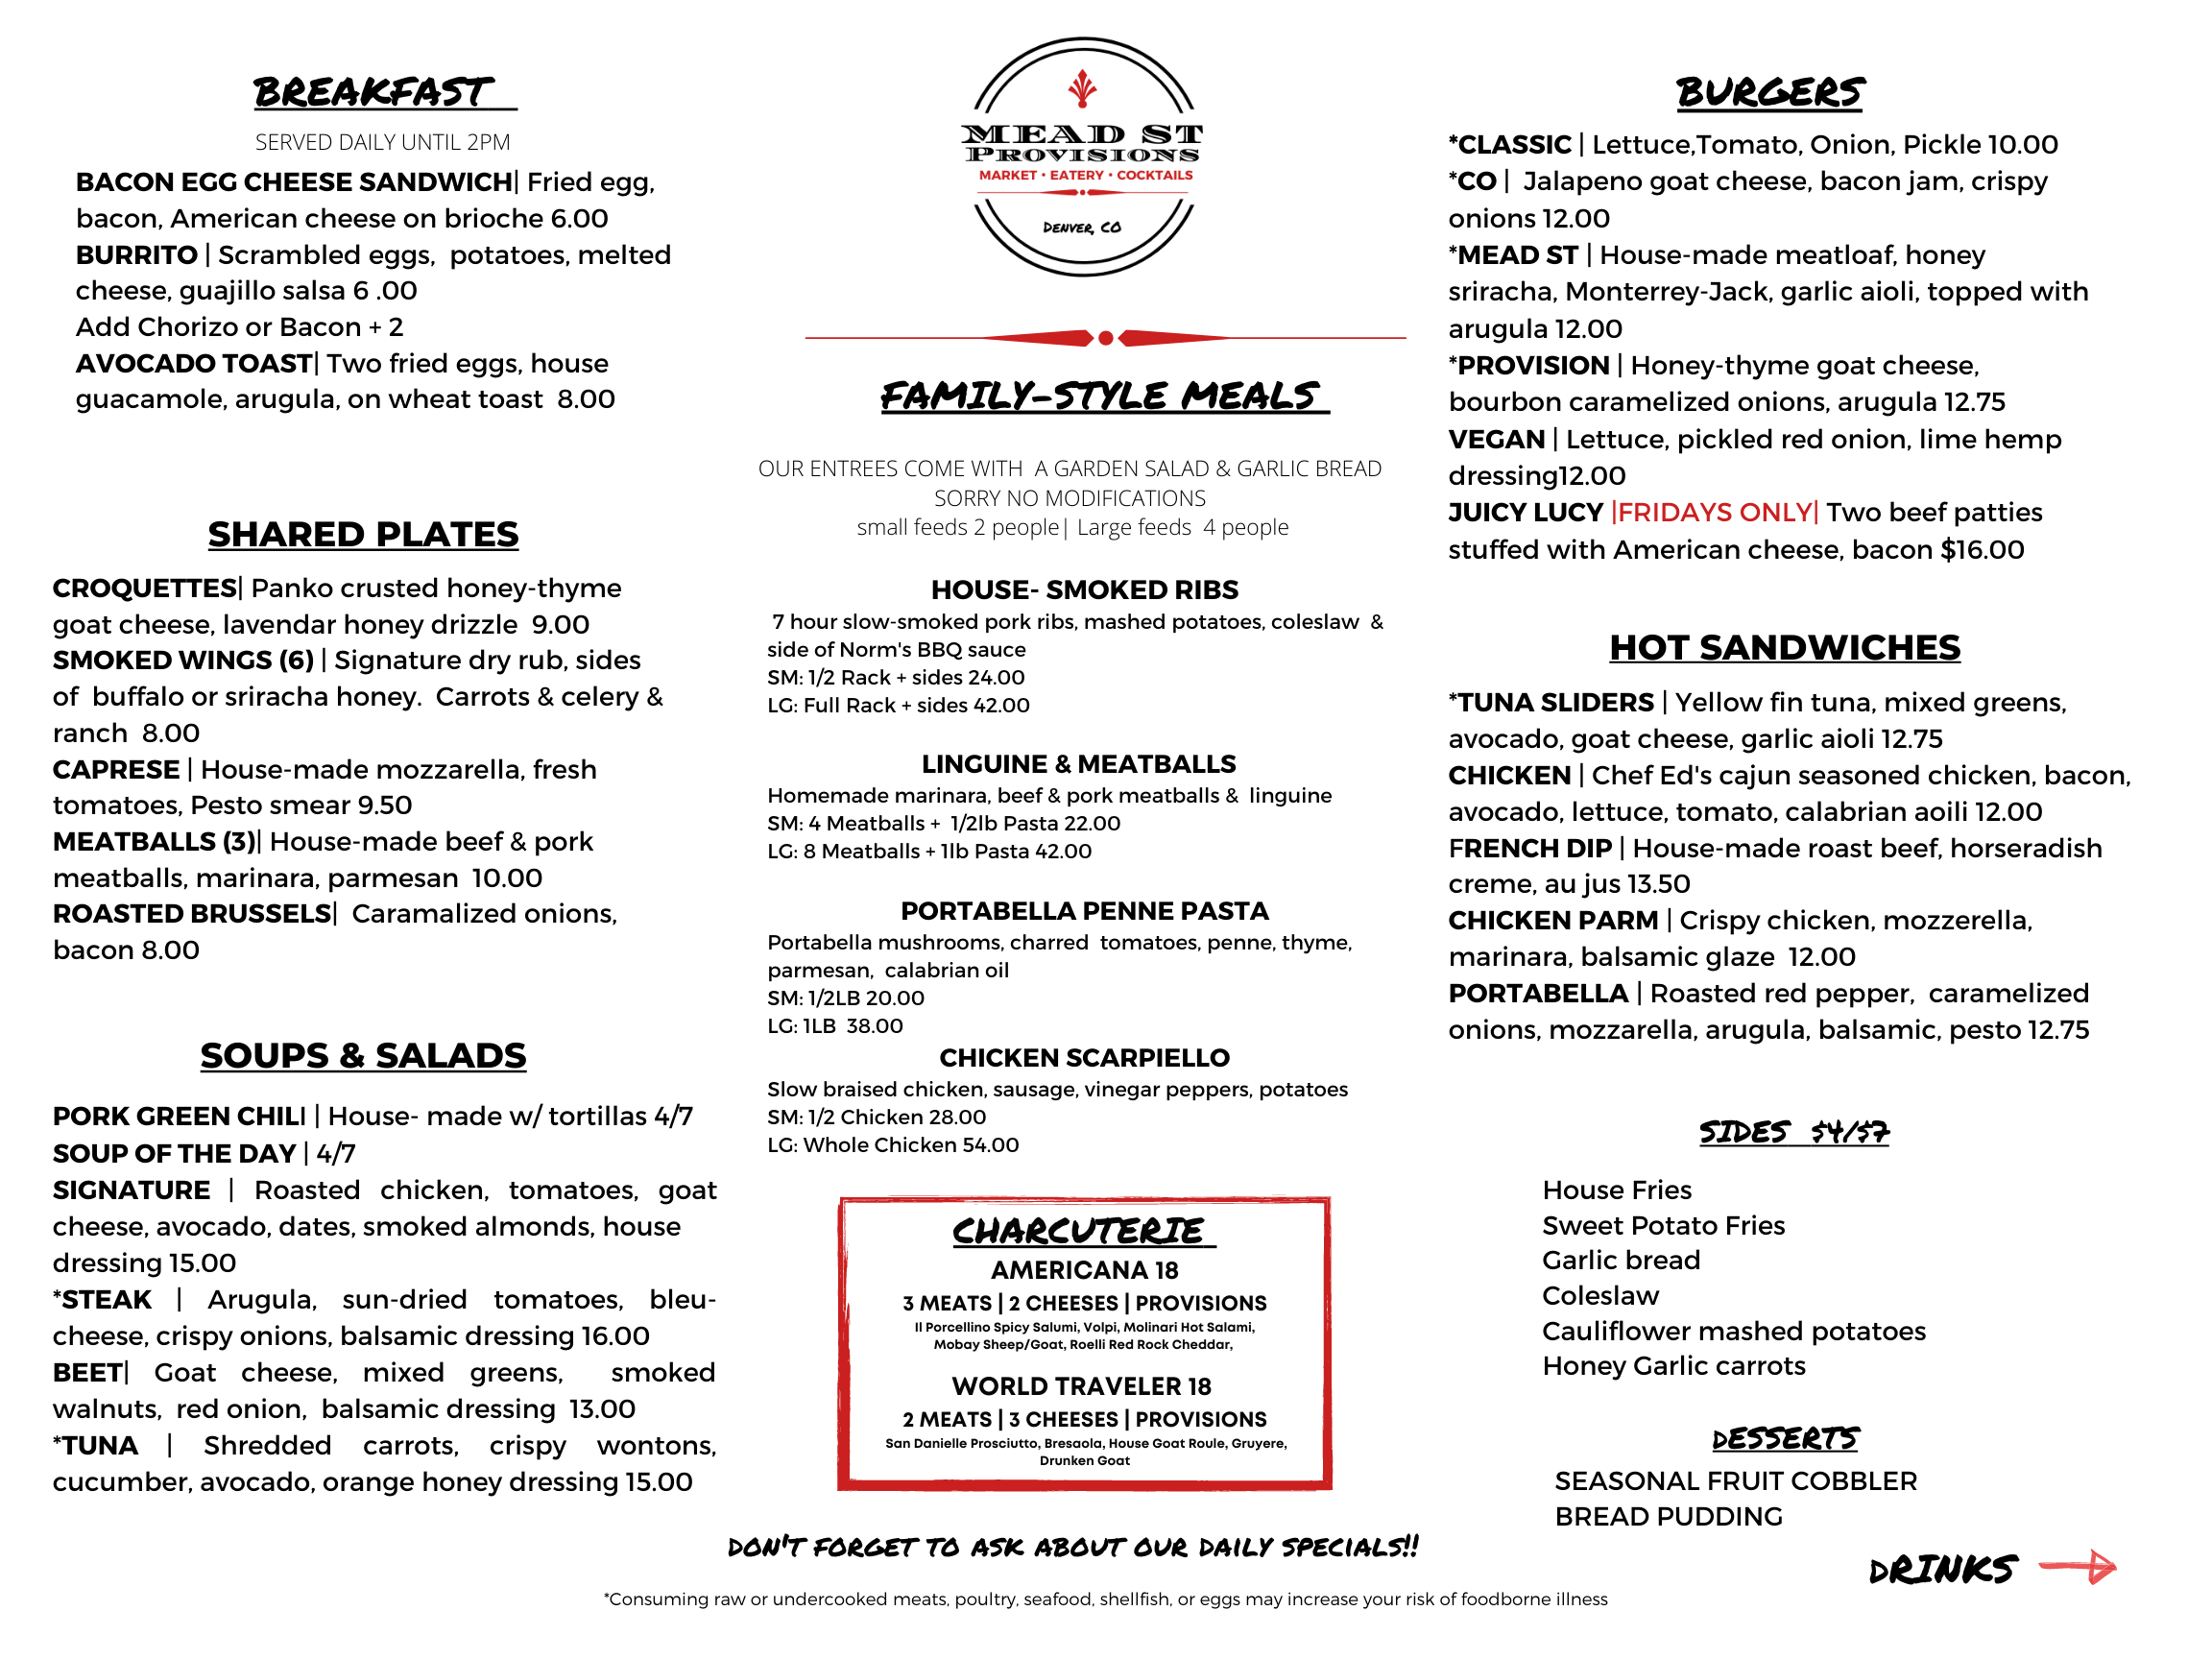 BREAKFAST
SERVED DAILY UNTIL 2PM
BACON EGG CHEESE SANDWICH| Fried egg,
bacon, American cheese on brioche 6.00
BURRITO | Scrambled eggs, potatoes, melted
cheese, guajillo salsa 6 .00
Add Chorizo or Bacon + 2
AVOCADO TOAST| Two fried eggs, house
guacamole, arugula, on wheat toast 8.00
SHARED PLATES
CROQUETTES| Panko crusted honey-thyme
goat cheese, lavendar honey drizzle 9.00
SMOKED WINGS (6) | Signature dry rub, sides
of buffalo or sriracha honey. Carrots & celery &
ranch 8.00
CAPRESE | House-made mozzarella, fresh
tomatoes, Pesto smear 9.50
MEATBALLS (3)| House-made beef & pork
meatballs, marinara, parmesan 10.00
ROASTED BRUSSELS| Caramalized onions,
bacon 8.00
SOUPS & SALADS
PORK GREEN CHILI | House- made w/ tortillas 4/7
SOUP OF THE DAY | 4/7
SIGNATURE | Roasted chicken, tomatoes, goat
cheese, avocado, dates, smoked almonds, house
dressing 15.00
*STEAK | Arugula, sun-dried tomatoes, bleu-
cheese, crispy onions, balsamic dressing 16.00
BEET| Goat cheese, mixed greens, smoked
walnuts, red onion, balsamic dressing 13.00
*TUNA | Shredded carrots, crispy wontons,
cucumber, avocado, orange honey dressing 15.00
MEAD ST
PROVISIONS
MARKET • EATERY • COCKTAILS
DENVER, CO
FAMILY-STYLE MEALS
OUR ENTREES COME WITH A GARDEN SALAD & GARLIC BREAD
SORRY NO MODIFICATIONS
small feeds 2 people| Large feeds 4 people
HOUSE- SMOKED RIBS
7 hour slow-smoked pork ribs, mashed potatoes, coleslaw &
side of Norm's BBQ sauce
SM: 1/2 Rack + sides 24.00
LG: Full Rack + sides 42.00
LINGUINE & MEATBALLS
Homemade marinara, beef & pork meatballs & linguine
SM: 4 Meatballs + 1/2lb Pasta 22.00
LG: 8 Meatballs + 1lb Pasta 42.00
PORTABELLA PENNE PASTA
Portabella mushrooms, charred tomatoes, penne, thyme,
parmesan, calabrian oil
SM: 1/2LB 20.00
LG: 1LB 38.00
CHICKEN SCARPIELLO
Slow braised chicken, sausage, vinegar peppers, potatoes
SM: 1/2 Chicken 28.00
LG: Whole Chicken 54.00
CHARCUTERIE
AMERICANA 18
3 MEATS | 2 CHEESES | PROVISIONS
Il Porcellino Spicy Salumi, Volpi, Molinari Hot Salami,
Mobay Sheep/Goat, Roelli Red Rock Cheddar,
WORLD TRAVELER 18
2 MEATS | 3 CHEESES | PROVISIONS
San Danielle Prosciutto, Bresaola, House Goat Roule, Gruyere,
Drunken Goat
BURGERS
*CLASSIC | Lettuce,Tomato, Onion, Pickle 10.00
*CO | Jalapeno goat cheese, bacon jam, crispy
onions 12.00
*MEAD ST | House-made meatloaf, honey
sriracha, Monterrey-Jack, garlic aioli, topped with
arugula 12.00
*PROVISION | Honey-thyme goat cheese,
bourbon caramelized onions, arugula 12.75
VEGAN | Lettuce, pickled red onion, lime hemp
dressing12.00
JUICY LUCY |FRIDAYS ONLY| Two beef patties
stuffed with American cheese, bacon $16.00
HOT SANDWICHES
*TUNA SLIDERS | Yellow fin tuna, mixed greens,
avocado, goat cheese, garlic aioli 12.75
CHICKEN | Chef Ed's cajun seasoned chicken, bacon,
avocado, lettuce, tomato, calabrian aoili 12.00
FRENCH DIP | House-made roast beef, horseradish
creme, au jus 13.50
CHICKEN PARM | Crispy chicken, mozzerella,
marinara, balsamic glaze 12.00
PORTABELLA | Roasted red pepper, caramelized
onions, mozzarella, arugula, balsamic, pesto 12.75
SIDES $4/$7
House Fries
Sweet Potato Fries
Garlic bread
Coleslaw
Cauliflower mashed potatoes
Honey Garlic carrots
DESSERTS
SEASONAL FRUIT COBBLER
BREAD PUDDING
DRINKS
DON'T FORGET TO ASK ABOUT OUR DAILY SPECIALS!!
*Consuming raw or undercooked meats, poultry, seafood, shellfish, or eggs may increase your risk of foodborne illness